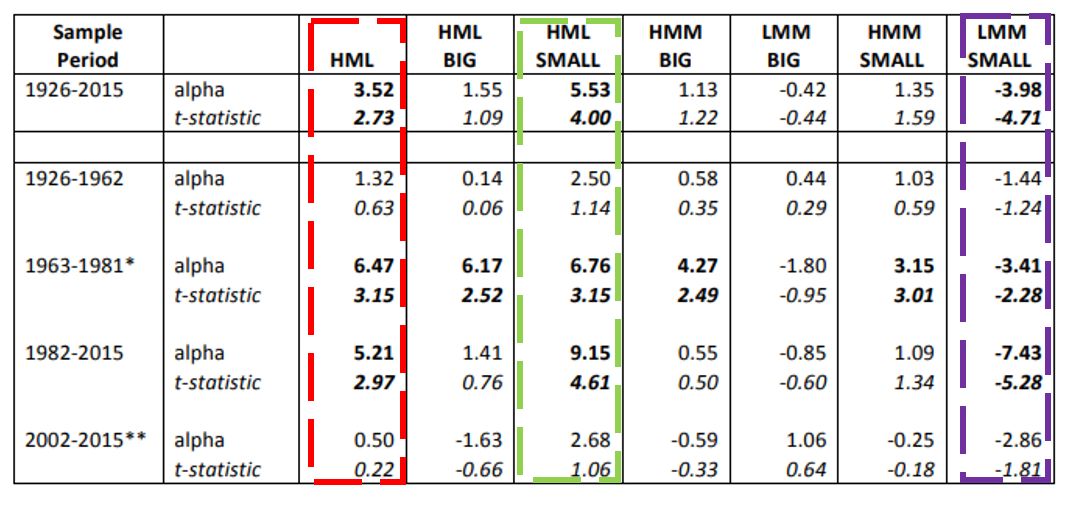 Sample Period HML HML BIG HML SMALL HMM BIG LMM BIG HMM SMALL LMM SMALL
1926-2015 alpha 3.52 1.55 5.53 1.13 -0.42 1.35 -3.98
t-statistic 2.73 1.09 4.00 1.22 -0.44 1.59 -4.71
1926-1962 alpha 1.32 0.14 2.50 0.58 0.44 1.03 -1.44
t-statistic 0.63 0.06 1.14 0.35 0.29 0.59 -1.24
1963-1981* alpha 6.47 6.17 6.76 4.27 -1.80 3.15 -3.41
t-statistic 3.15 2.52 3.15 2.49 -0.95 3.01 -2.28
1982-2015 alpha 5.21 1.41 9.15 0.55 -0.85 1.09 -7.43
t-statistic 2.97 0.76 4.61 0.50 -0.60 1.34 -5.28
2002-2015** alpha 0.50 -1.63 2.68 -0.59 1.06 -0.25 -2.86
t-statistic 0.22 -0.66 1.06 -0.33 0.64 -0.18 -1.81